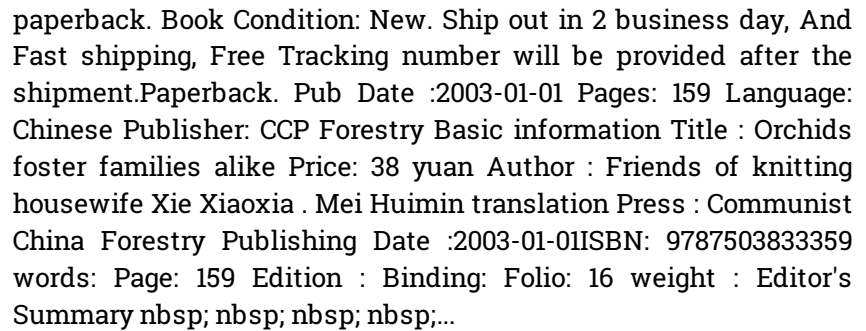 paperback. Book Condition: New. Ship out in 2 business day, And
Fast shipping, Free Tracking number will be provided after the
shipment.Paperback. Pub Date :2003-01-01 Pages: 159 Language:
Chinese Publisher: CCP Forestry Basic information Title : Orchids
foster families alike Price: 38 yuan Author : Friends of knitting
housewife Xie Xiaoxia . Mei Huimin translation Press : Communist
China Forestry Publishing Date :2003-01-01ISBN: 9787503833359
words: Page: 159 Edition : Binding: Folio: 16 weight : Editor's
Summary nbsp; nbsp; nbsp; nbsp;...